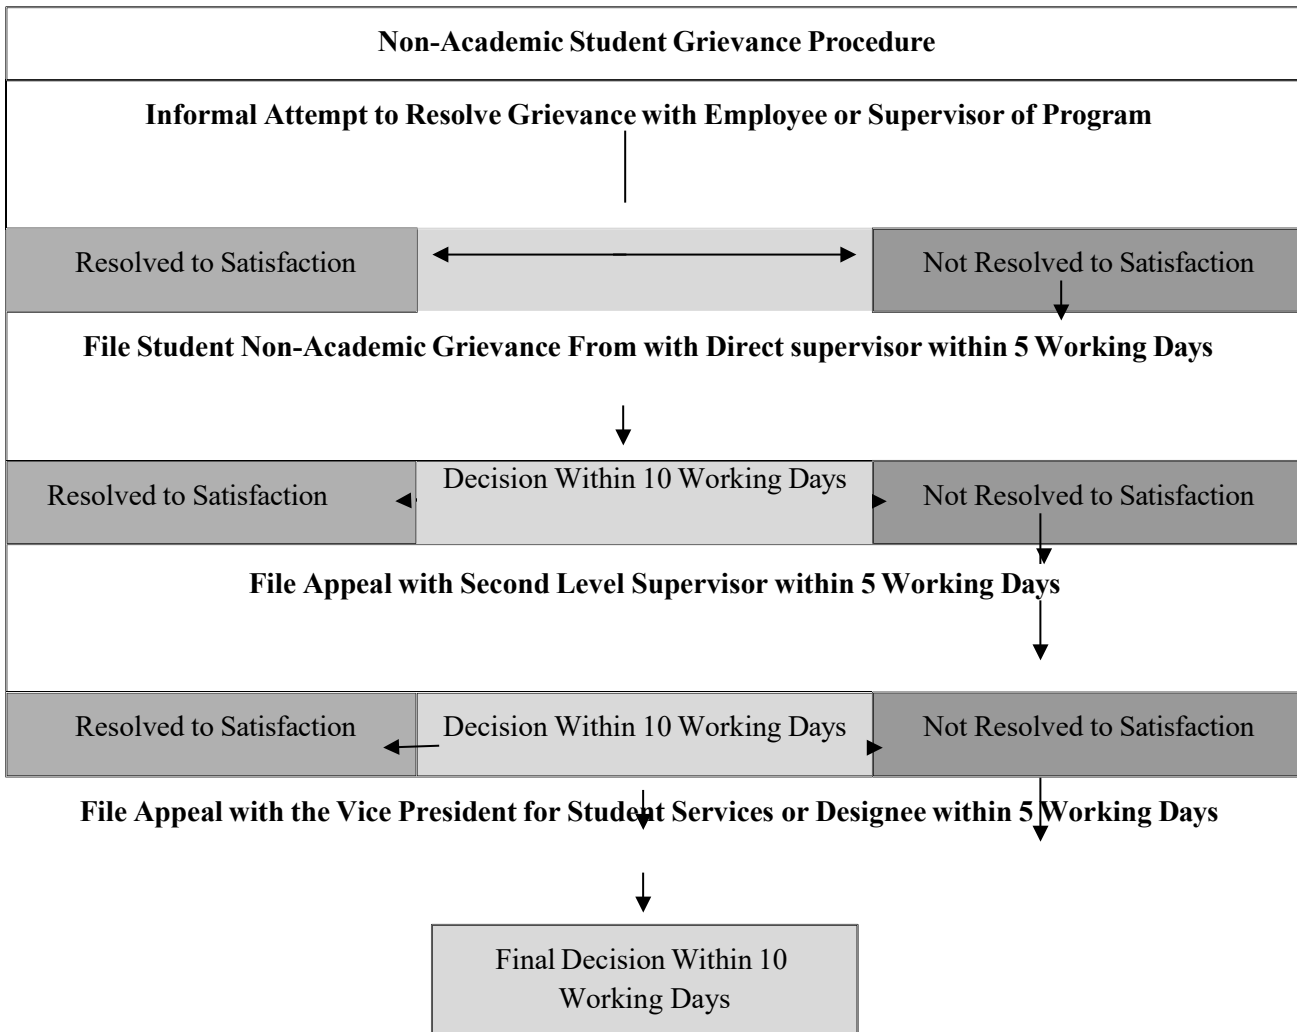 Non-Academic Student Grievance Procedure
Informal Attempt to Resolve Grievance with Employee or Supervisor of Program
Resolved to Satisfaction
Not Resolved to Satisfaction
File Student Non-Academic Grievance From with Direct supervisor within 5 Working Days
Resolved to Satisfaction
Decision Within 10 Working Days
Not Resolved to Satisfaction
File Appeal with Second Level Supervisor within 5 Working Days
Resolved to Satisfaction
Decision Within 10 Working Days
Not Resolved to Satisfaction
File Appeal with the Vice President for Student Services or Designee within 5 Working Days
Final Decision Within 10
Working Days